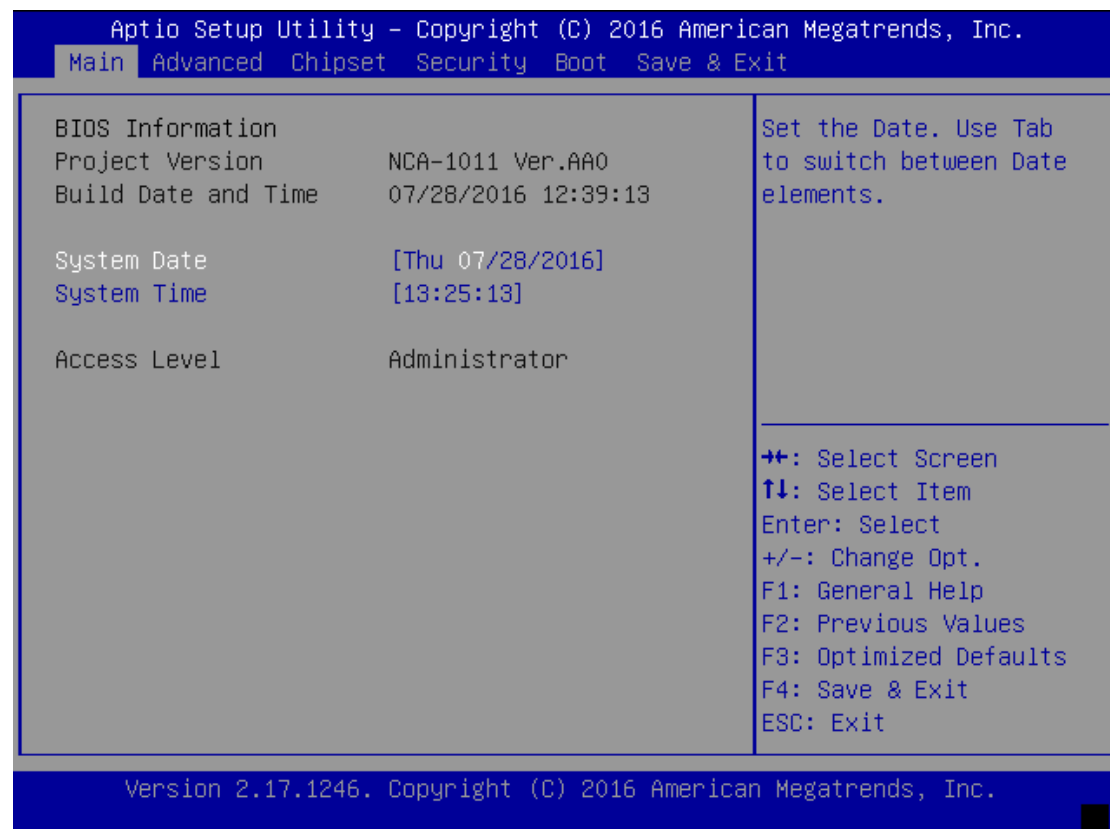 Aptio Setup Utility – Copyright (C) 2016 American Megatrends, Inc.
Main Advanced Chipset Security Boot Save & Exit
BIOS Information
Project Version NCA-1011 Ver.AA0
Build Date and Time 07/28/2016 12:39:13
System Date [Thu 07/28/2016]
System Time [13:25:13]
Access Level Administrator
Set the Date. Use Tab
to switch between Date
elements.
→←: Select Screen
↑↓: Select Item
Enter: Select
+/-: Change Opt.
F1: General Help
F2: Previous Values
F3: Optimized Defaults
F4: Save & Exit
ESC: Exit
Version 2.17.1246. Copyright (C) 2016 American Megatrends, Inc.